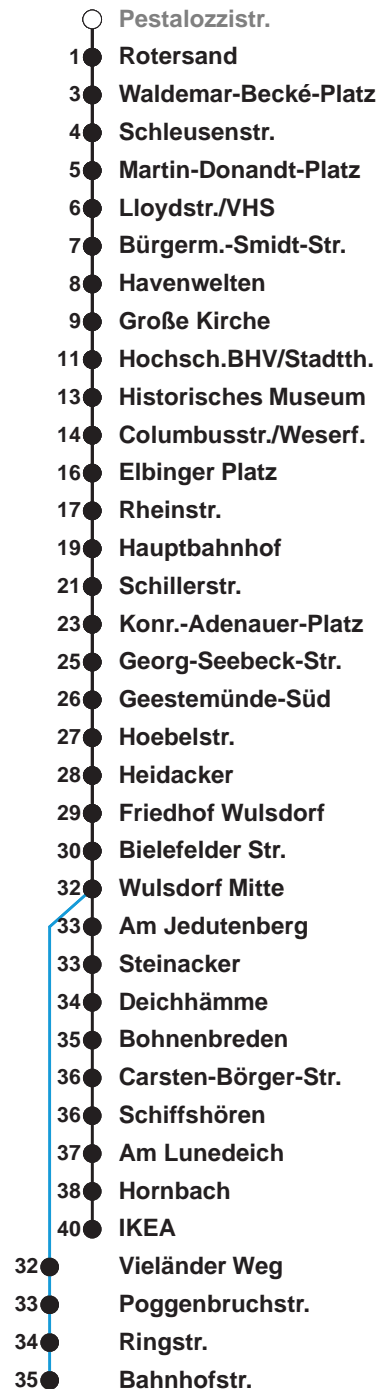 Pestalozzistr.
1 Rotersand
3 Waldemar-Becké-Platz
4 Schleusenstr.
5 Martin-Donandt-Platz
6 Lloydstr./VHS
7 Bürgerm.-Smidt-Str.
8 Havenwelten
9 Große Kirche
11 Hochsch.BHV/Stadtth.
13 Historisches Museum
14 Columbusstr./Weserf.
16 Elbinger Platz
17 Rheinstr.
19 Hauptbahnhof
21 Schillerstr.
23 Konr.-Adenauer-Platz
25 Georg-Seebeck-Str.
26 Geestemünde-Süd
27 Hoebelstr.
28 Heidacker
29 Friedhof Wulsdorf
30 Bielefelder Str.
32 Wulsdorf Mitte
33 Am Jedutenberg
33 Steinacker
34 Deichhämme
35 Bohnenbreden
36 Carsten-Börger-Str.
36 Schiffshören
37 Am Lunedeich
38 Hornbach
40 IKEA
32 Vieländer Weg
33 Poggenbruchstr.
34 Ringstr.
35 Bahnhofstr.